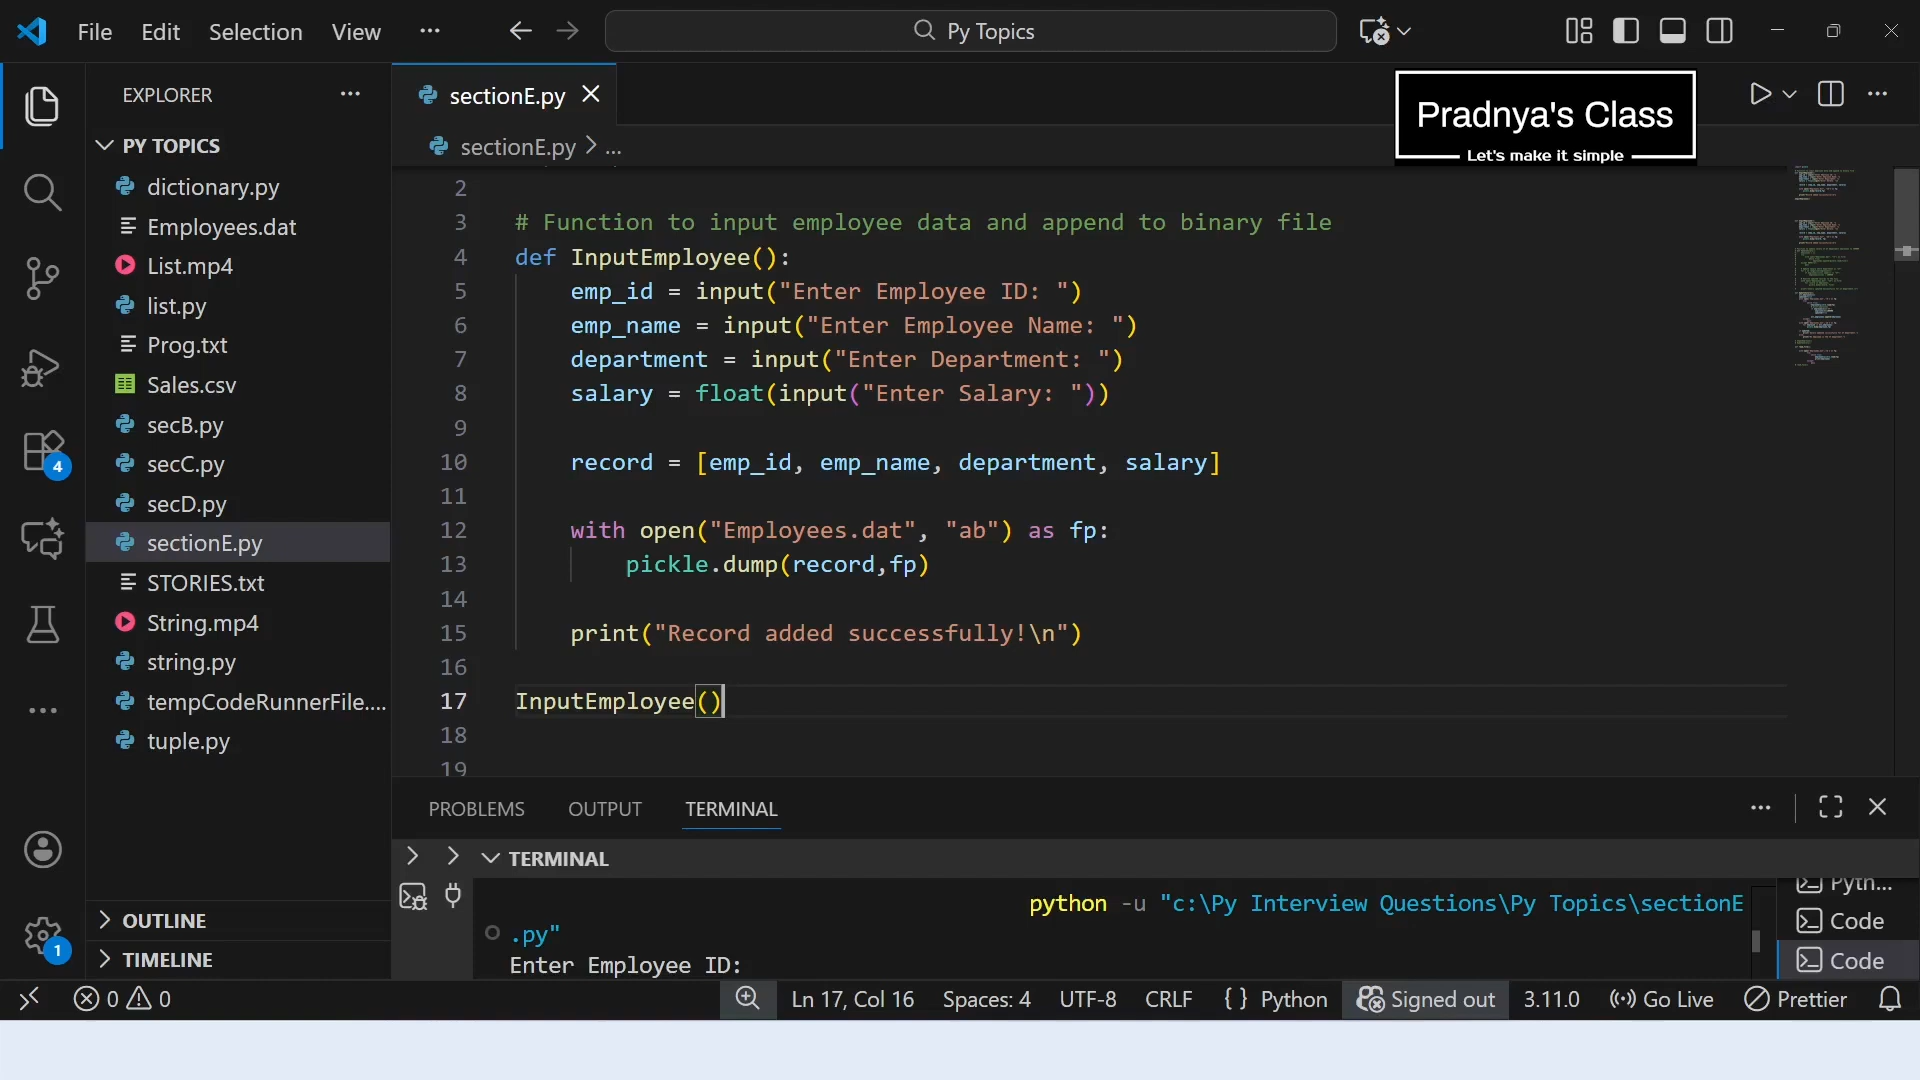 File Edit Selection View ··· Py Topics
EXPLORER ···
PY TOPICS
dictionary.py
Employees.dat
List.mp4
list.py
Prog.txt
Sales.csv
secB.py
secC.py
secD.py
sectionE.py
STORIES.txt
String.mp4
string.py
tempCodeRunnerFile....
tuple.py
OUTLINE
TIMELINE
4
1
sectionE.py
sectionE.py > ...
Pradnya's Class
Let's make it simple
2
3 # Function to input employee data and append to binary file
4 def InputEmployee():
5 emp_id = input("Enter Employee ID: ")
6 emp_name = input("Enter Employee Name: ")
7 department = input("Enter Department: ")
8 salary = float(input("Enter Salary: "))
9
10 record = [emp_id, emp_name, department, salary]
11
12 with open("Employees.dat", "ab") as fp:
13 pickle.dump(record,fp)
14
15 print("Record added successfully!\n")
16
17 InputEmployee()
18
19
PROBLEMS OUTPUT TERMINAL
TERMINAL
python -u "c:\Py Interview Questions\Py Topics\sectionE
.py"
Enter Employee ID:
Pyth...
Code
Code
0 0 Ln 17, Col 16 Spaces: 4 UTF-8 CRLF {} Python Signed out 3.11.0 Go Live Prettier